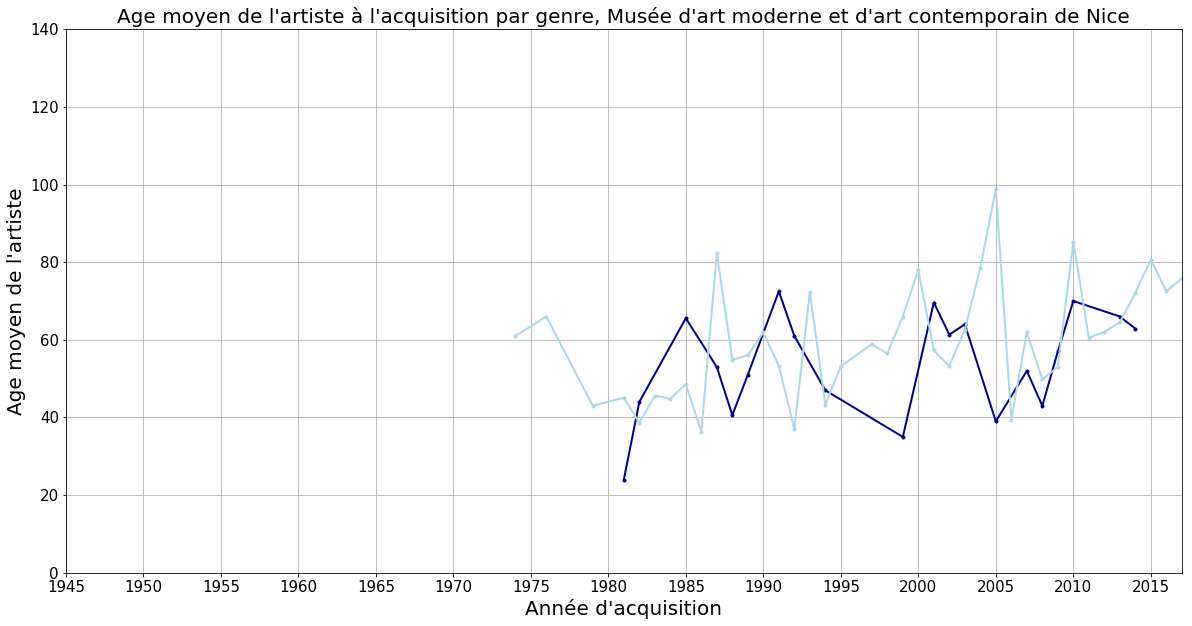 Age moyen de l'artiste à l'acquisition par genre, Musée d'art moderne et d'art contemporain de Nice
140
120
100
80
60
40
20
0
Age moyen de l'artiste
1945 1950 1955 1960 1965 1970 1975 1980 1985 1990 1995 2000 2005 2010 2015
Année d'acquisition